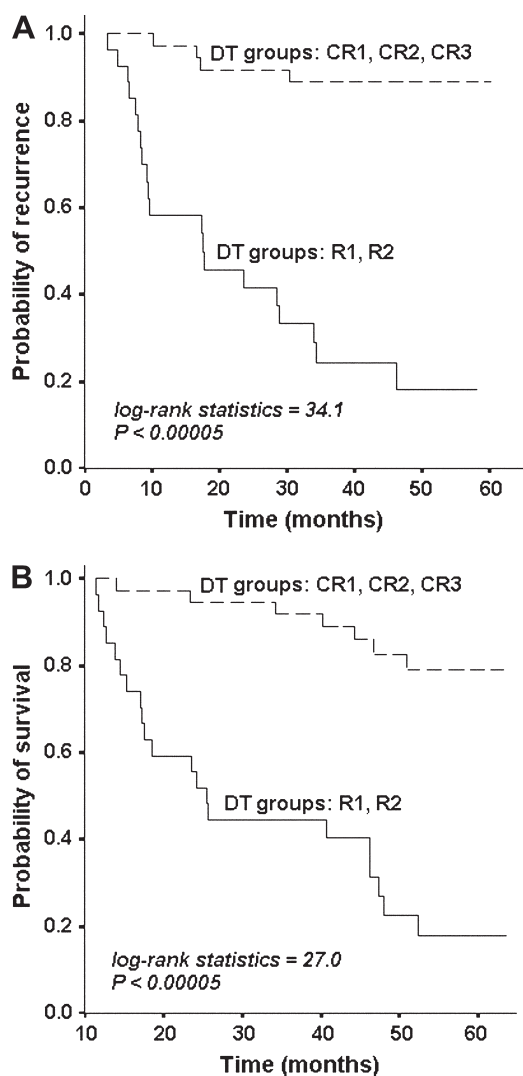 A
Probability of recurrence
1.0
0.8
0.6
0.4
0.2
0.0
DT groups: CR1, CR2, CR3
DT groups: R1, R2
log-rank statistics = 34.1
P < 0.00005
0 10 20 30 40 50 60
Time (months)
B
Probability of survival
1.0
0.8
0.6
0.4
0.2
0.0
DT groups: CR1, CR2, CR3
DT groups: R1, R2
log-rank statistics = 27.0
P < 0.00005
10 20 30 40 50 60
Time (months)